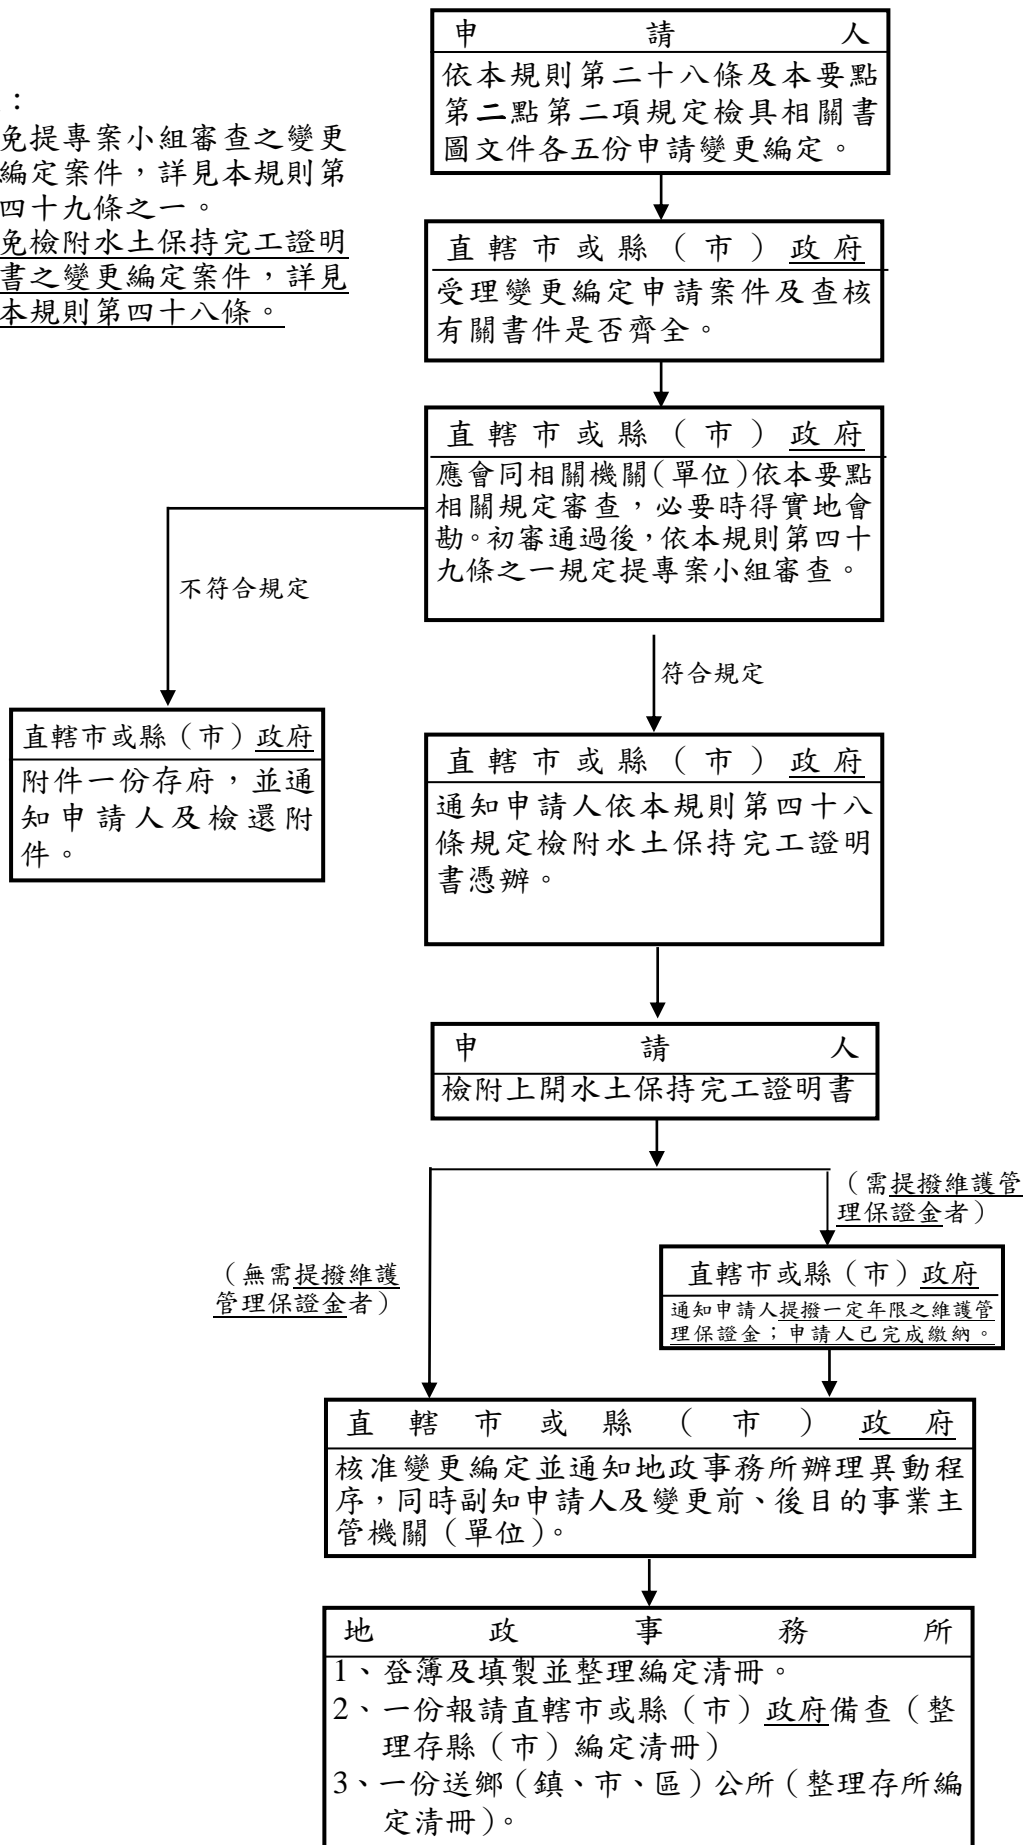 申請人
依本規則第二十八條及本要點
第二點第二項規定檢具相關書
圖文件各五份申請變更編定。
：
免提專案小組審查之變更
編定案件，詳見本規則第
四十九條之一。
免檢附水土保持完工證明
書之變更編定案件，詳見
本規則第四十八條。
直轄市或縣（市）政府
受理變更編定申請案件及查核
有關書件是否齊全。
直轄市或縣（市）政府
應會同相關機關（單位）依本要點
相關規定審查，必要時得實地會
勘。初審通過後，依本規則第四十
九條之一規定提專案小組審查。
不符合規定
符合規定
直轄市或縣（市）政府
附件一份存府，並通
知申請人及檢還附
件。
直轄市或縣（市）政府
通知申請人依本規則第四十八
條規定檢附水土保持完工證明
書憑辦。
申請人
檢附上開水土保持完工證明書
（需提撥維護管
理保證金者）
（無需提撥維護
管理保證金者）
直轄市或縣（市）政府
通知申請人提撥一定年限之維護管
理保證金；申請人已完成繳納。
直轄市或縣（市）政府
核准變更編定並通知地政事務所辦理異動程
序，同時副知申請人及變更前、後目的事業主
管機關（單位）。
地政事務所
1、登簿及填製並整理編定清冊。
2、一份報請直轄市或縣（市）政府備查（整
理存縣（市）編定清冊）
3、一份送鄉（鎮、市、區）公所（整理存所編
定清冊）。